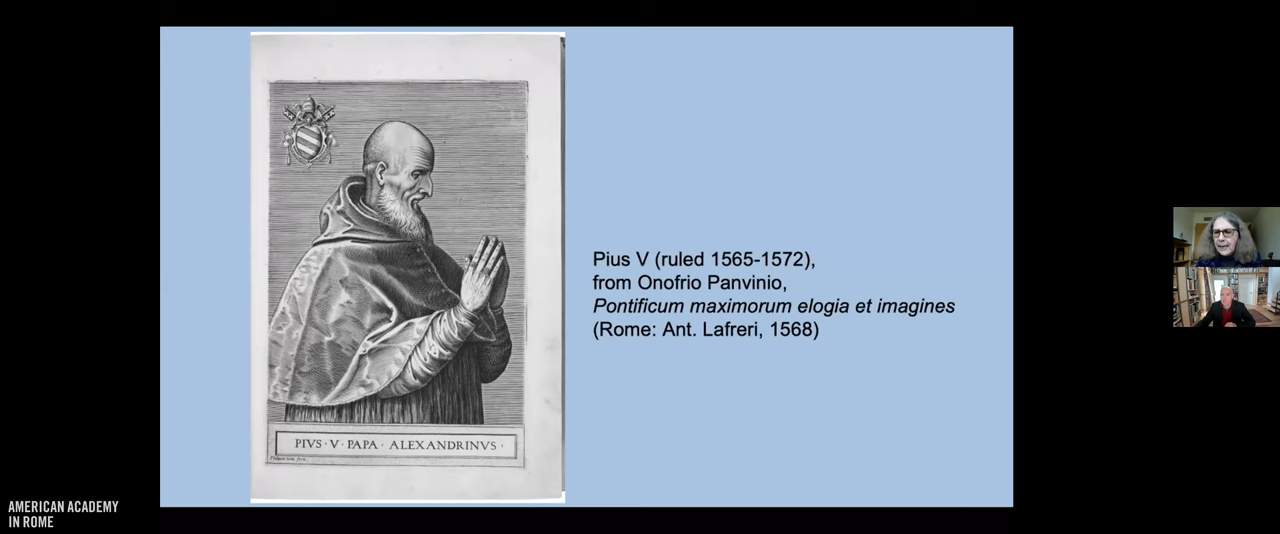 PIVS · V · PAPA · ALEXANDRINVS ·
Pius V (ruled 1565-1572),
from Onofrio Panvinio,
Pontificum maximorum elogia et imagines
(Rome: Ant. Lafreri, 1568)
AMERICAN ACADEMY
IN ROME